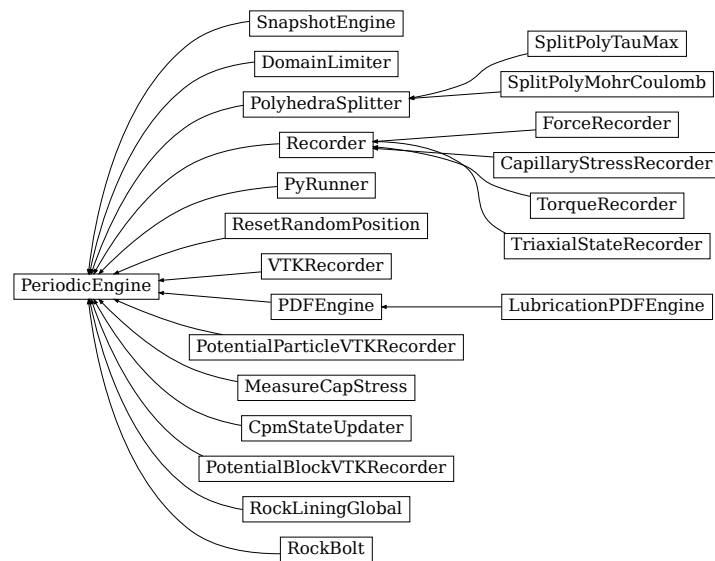 SnapshotEngine
SplitPolyTauMax
DomainLimiter
SplitPolyMohrCoulomb
PolyhedraSplitter
ForceRecorder
Recorder
CapillaryStressRecorder
PyRunner
TorqueRecorder
ResetRandomPosition
TriaxialStateRecorder
VTKRecorder
PeriodicEngine
PDFEngine
LubricationPDFEngine
PotentialParticleVTKRecorder
MeasureCapStress
CpmStateUpdater
PotentialBlockVTKRecorder
RockLiningGlobal
RockBolt